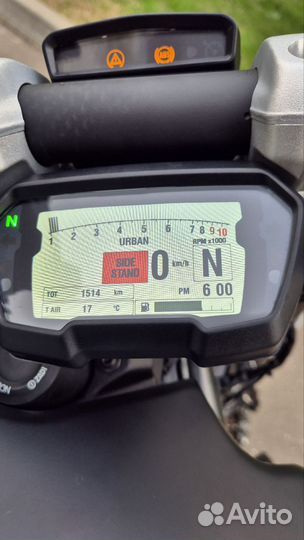 ABS
N
1 2 3 4 5 6 7 8 9 10
URBAN RPM x1000
SIDE STAND 0 km/h N
TOT 1514 km PM 6 00
T AIR 17 °C
Avito